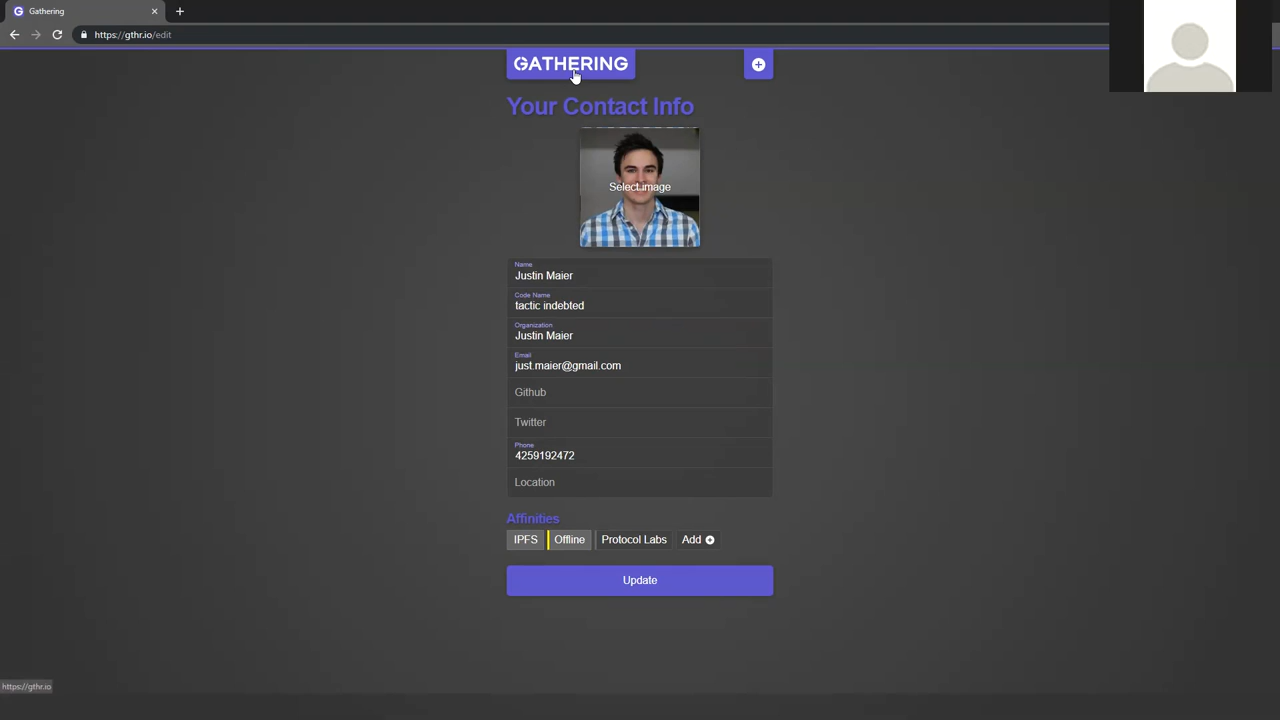 Gathering
https://gthr.io/edit
GATHERING
Your Contact Info
Select image
Name
Justin Maier
Code Name
tactic indebted
Organization
Justin Maier
Email
just.maier@gmail.com
Github
Twitter
Phone
4259192472
Location
Affinities
IPFS Offline Protocol Labs Add
Update
https://gthr.io